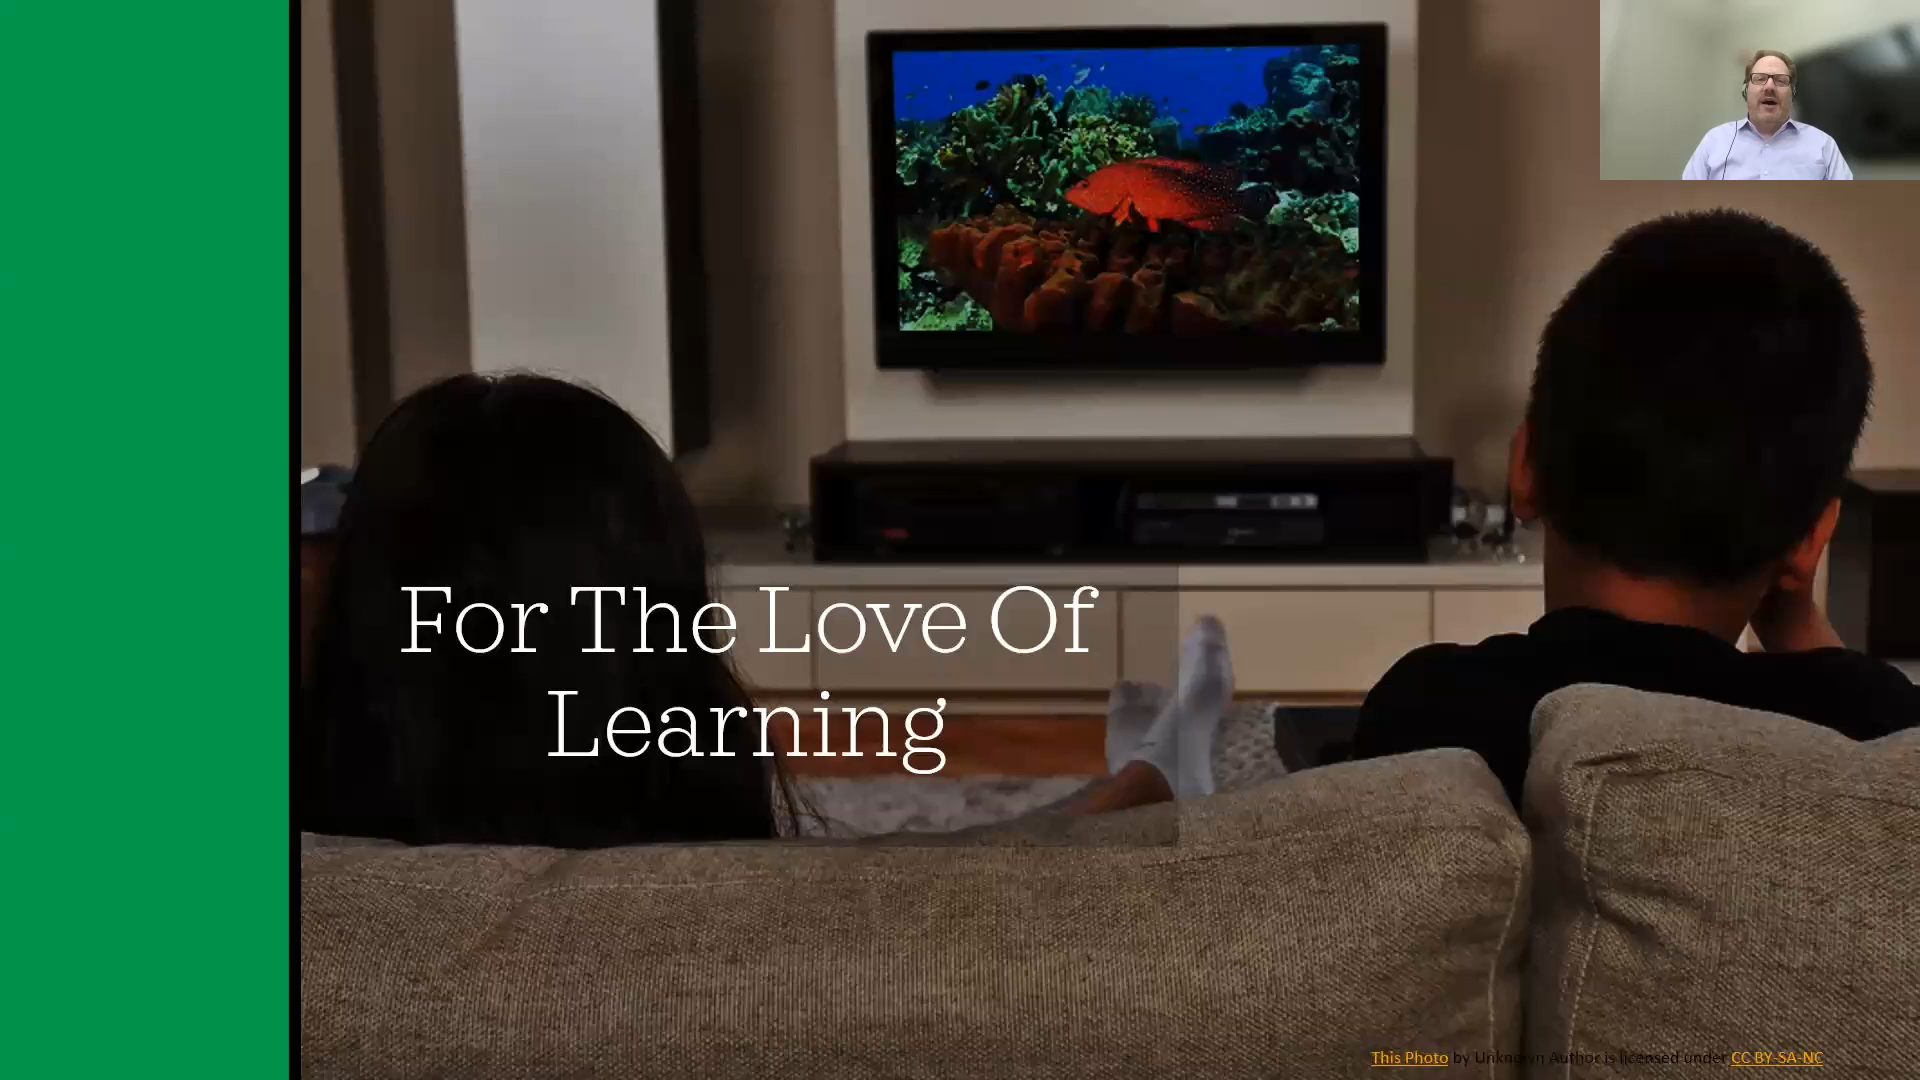 For The Love Of
Learning
This Photo by Unknown Author is licensed under CC BY-SA-NC